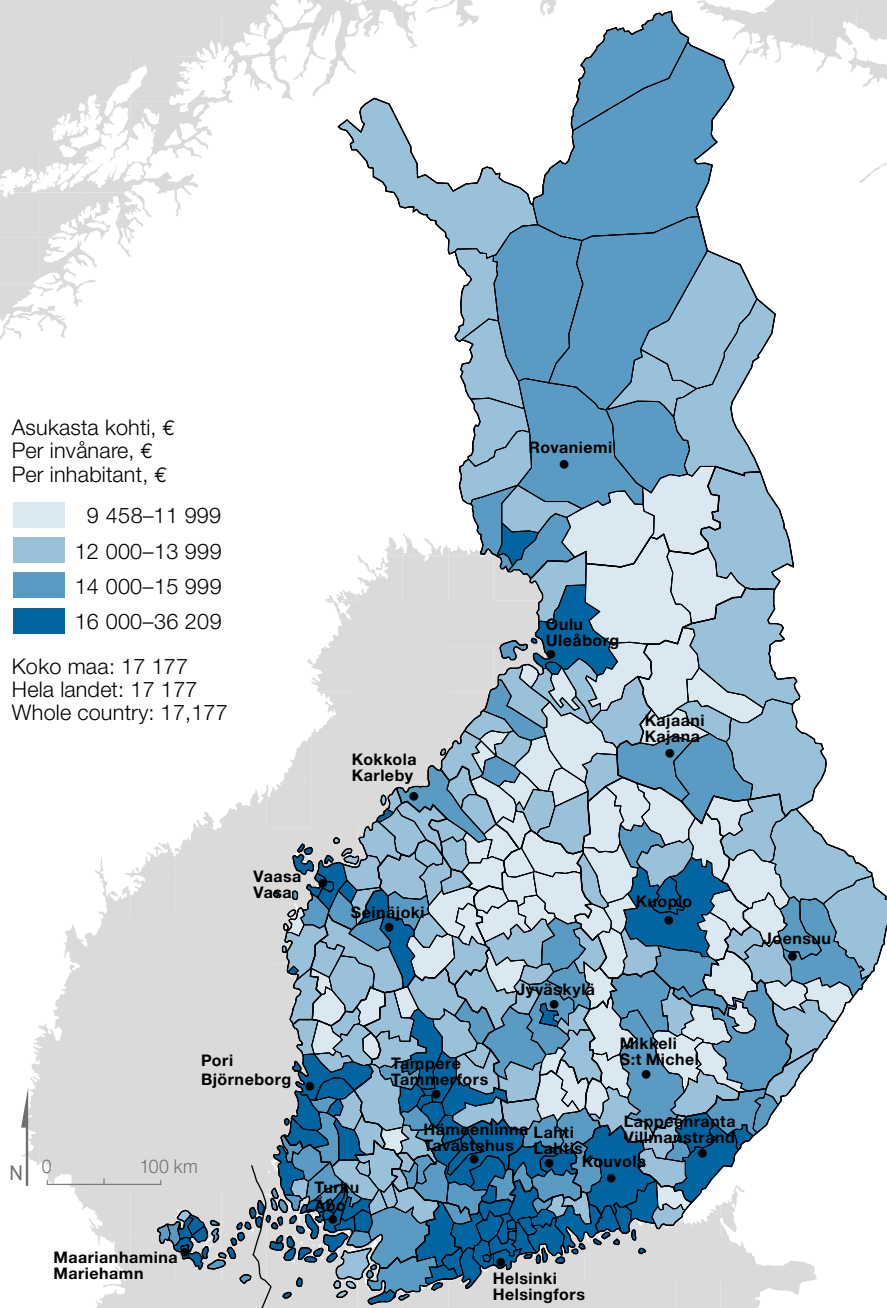 Asukasta kohti, €
Per invånare, €
Per inhabitant, €
9 458–11 999
12 000–13 999
14 000–15 999
16 000–36 209
Koko maa: 17 177
Hela landet: 17 177
Whole country: 17,177
Rovaniemi
Oulu
Uleåborg
Kajaani
Kajana
Kokkola
Karleby
Vaasa
Vasa
Seinäjoki
Kuopio
Joensuu
Jyväskylä
Mikkeli
S:t Michel
Pori
Björneborg
Tampere
Tammerfors
Hämeenlinna
Tavastehus
Lahti
Lahtis
Kouvola
Lappeenranta
Villmanstrand
Turku
Åbo
Maarianhamina
Mariehamn
Helsinki
Helsingfors
N
0 100 km